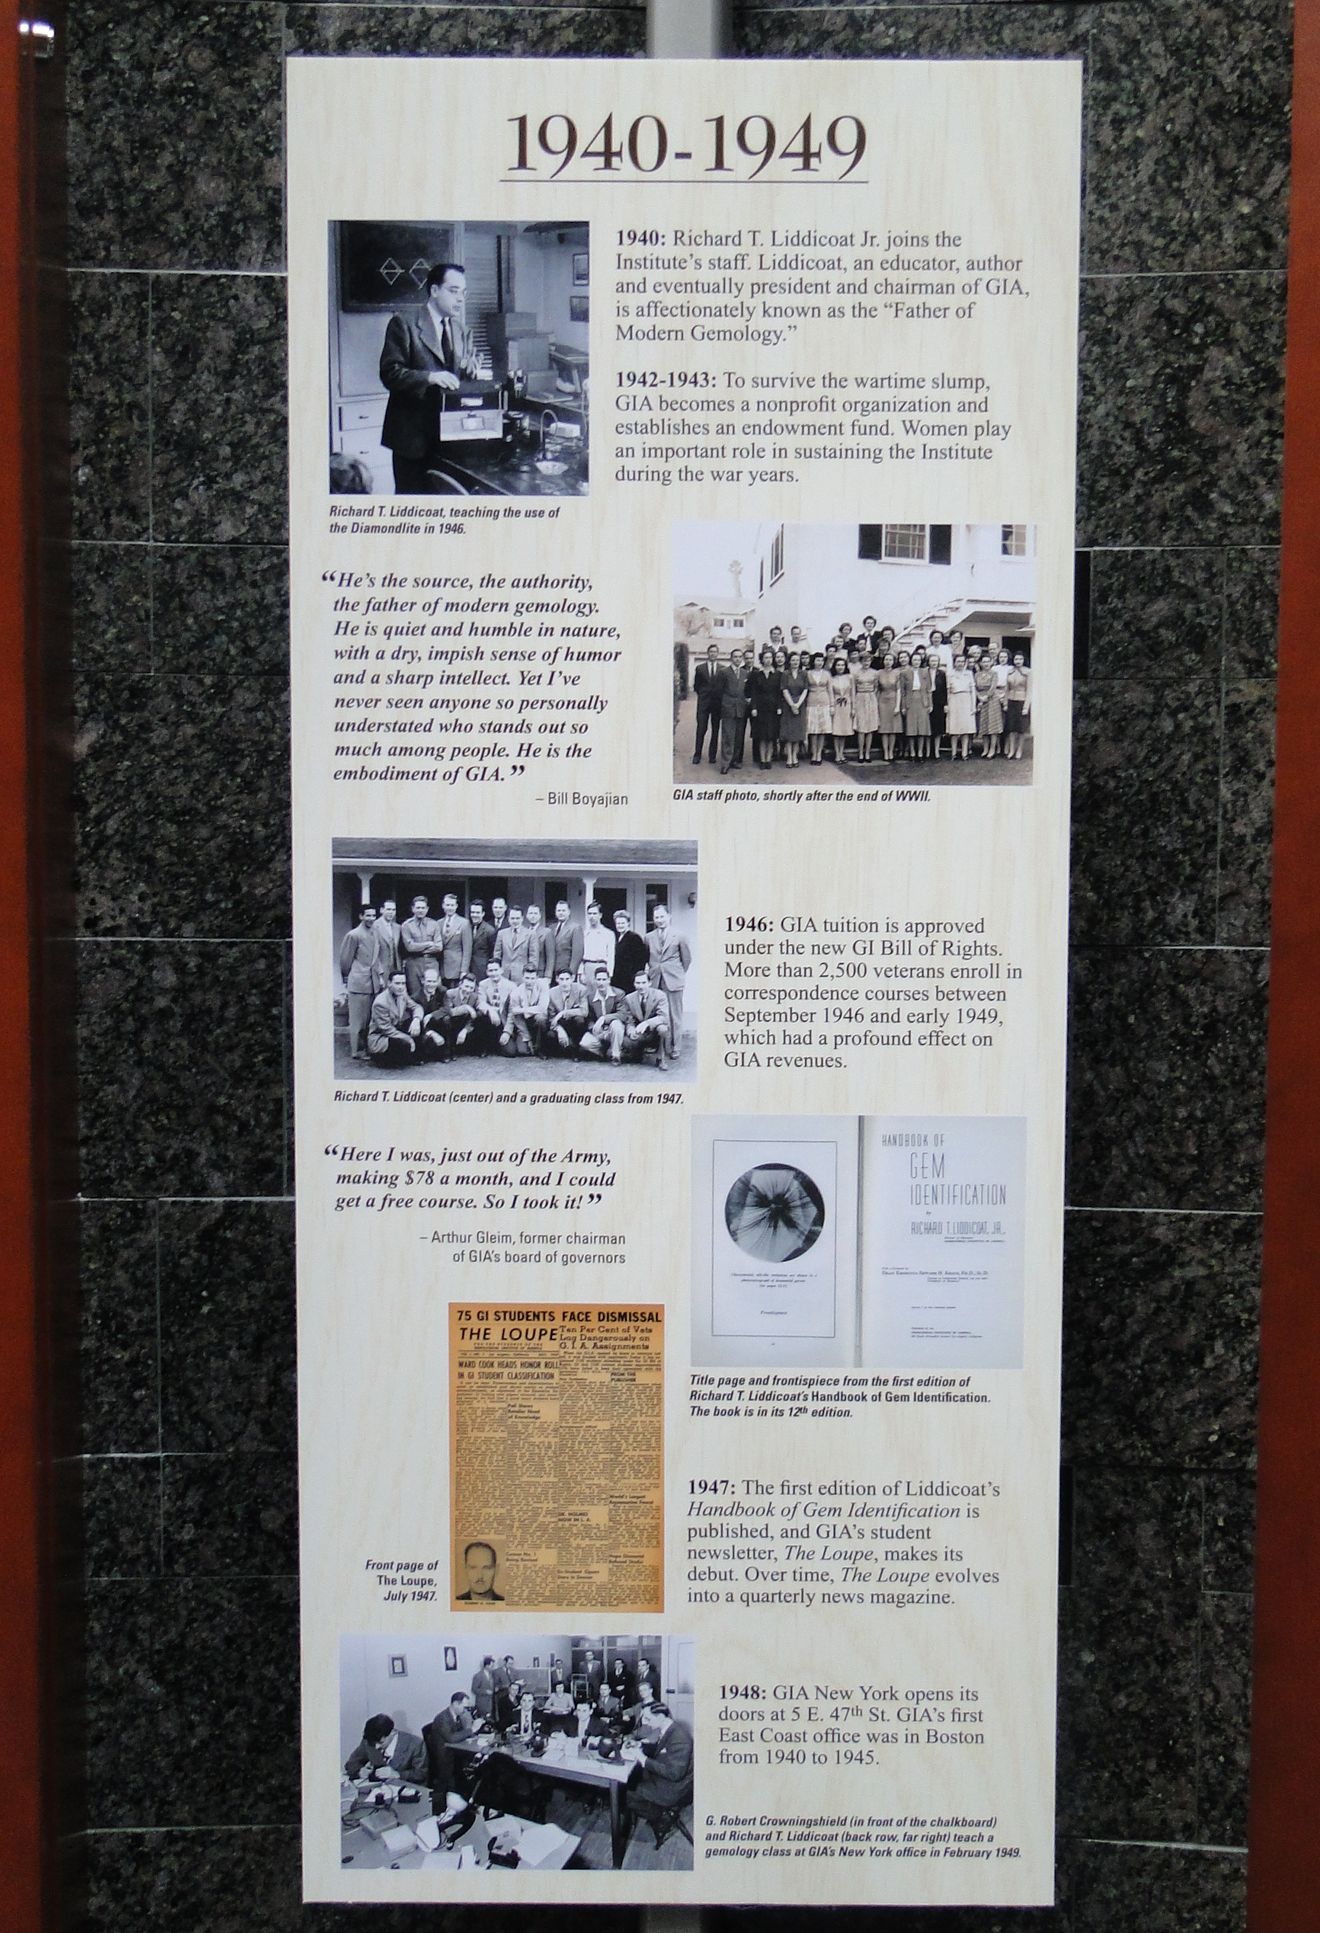 1940-1949
1940: Richard T. Liddicoat Jr. joins the
Institute's staff. Liddicoat, an educator, author
and eventually president and chairman of GIA,
is affectionately known as the “Father of
Modern Gemology.”
1942-1943: To survive the wartime slump,
GIA becomes a nonprofit organization and
establishes an endowment fund. Women play
an important role in sustaining the Institute
during the war years.
Richard T. Liddicoat, teaching the use of
the Diamondlite in 1946.
“He's the source, the authority,
the father of modern gemology.
He is quiet and humble in nature,
with a dry, impish sense of humor
and a sharp intellect. Yet I've
never seen anyone so personally
understated who stands out so
much among people. He is the
embodiment of GIA.”
– Bill Boyajian
GIA staff photo, shortly after the end of WWII.
1946: GIA tuition is approved
under the new GI Bill of Rights.
More than 2,500 veterans enroll in
correspondence courses between
September 1946 and early 1949,
which had a profound effect on
GIA revenues.
Richard T. Liddicoat (center) and a graduating class from 1947.
“Here I was, just out of the Army,
making $78 a month, and I could
get a free course. So I took it!”
– Arthur Gleim, former chairman
of GIA's board of governors
HANDBOOK OF
GEM
IDENTIFICATION
by
RICHARD T. LIDDICOAT, JR.
Frontispiece
Title page and frontispiece from the first edition of
Richard T. Liddicoat's Handbook of Gem Identification.
The book is in its 12th edition.
75 GI STUDENTS FACE DISMISSAL
THE LOUPE
Ten Per Cent of Vets
Lag Dangerously on
G. I. A. Assignments
WARD COOK HEADS HONOR ROLL
IN GI STUDENT CLASSIFICATION
FROM THE
PUBLISHER
Front page of
The Loupe,
July 1947.
1947: The first edition of Liddicoat's
Handbook of Gem Identification is
published, and GIA's student
newsletter, The Loupe, makes its
debut. Over time, The Loupe evolves
into a quarterly news magazine.
1948: GIA New York opens its
doors at 5 E. 47th St. GIA's first
East Coast office was in Boston
from 1940 to 1945.
G. Robert Crowningshield (in front of the chalkboard)
and Richard T. Liddicoat (back row, far right) teach a
gemology class at GIA's New York office in February 1949.